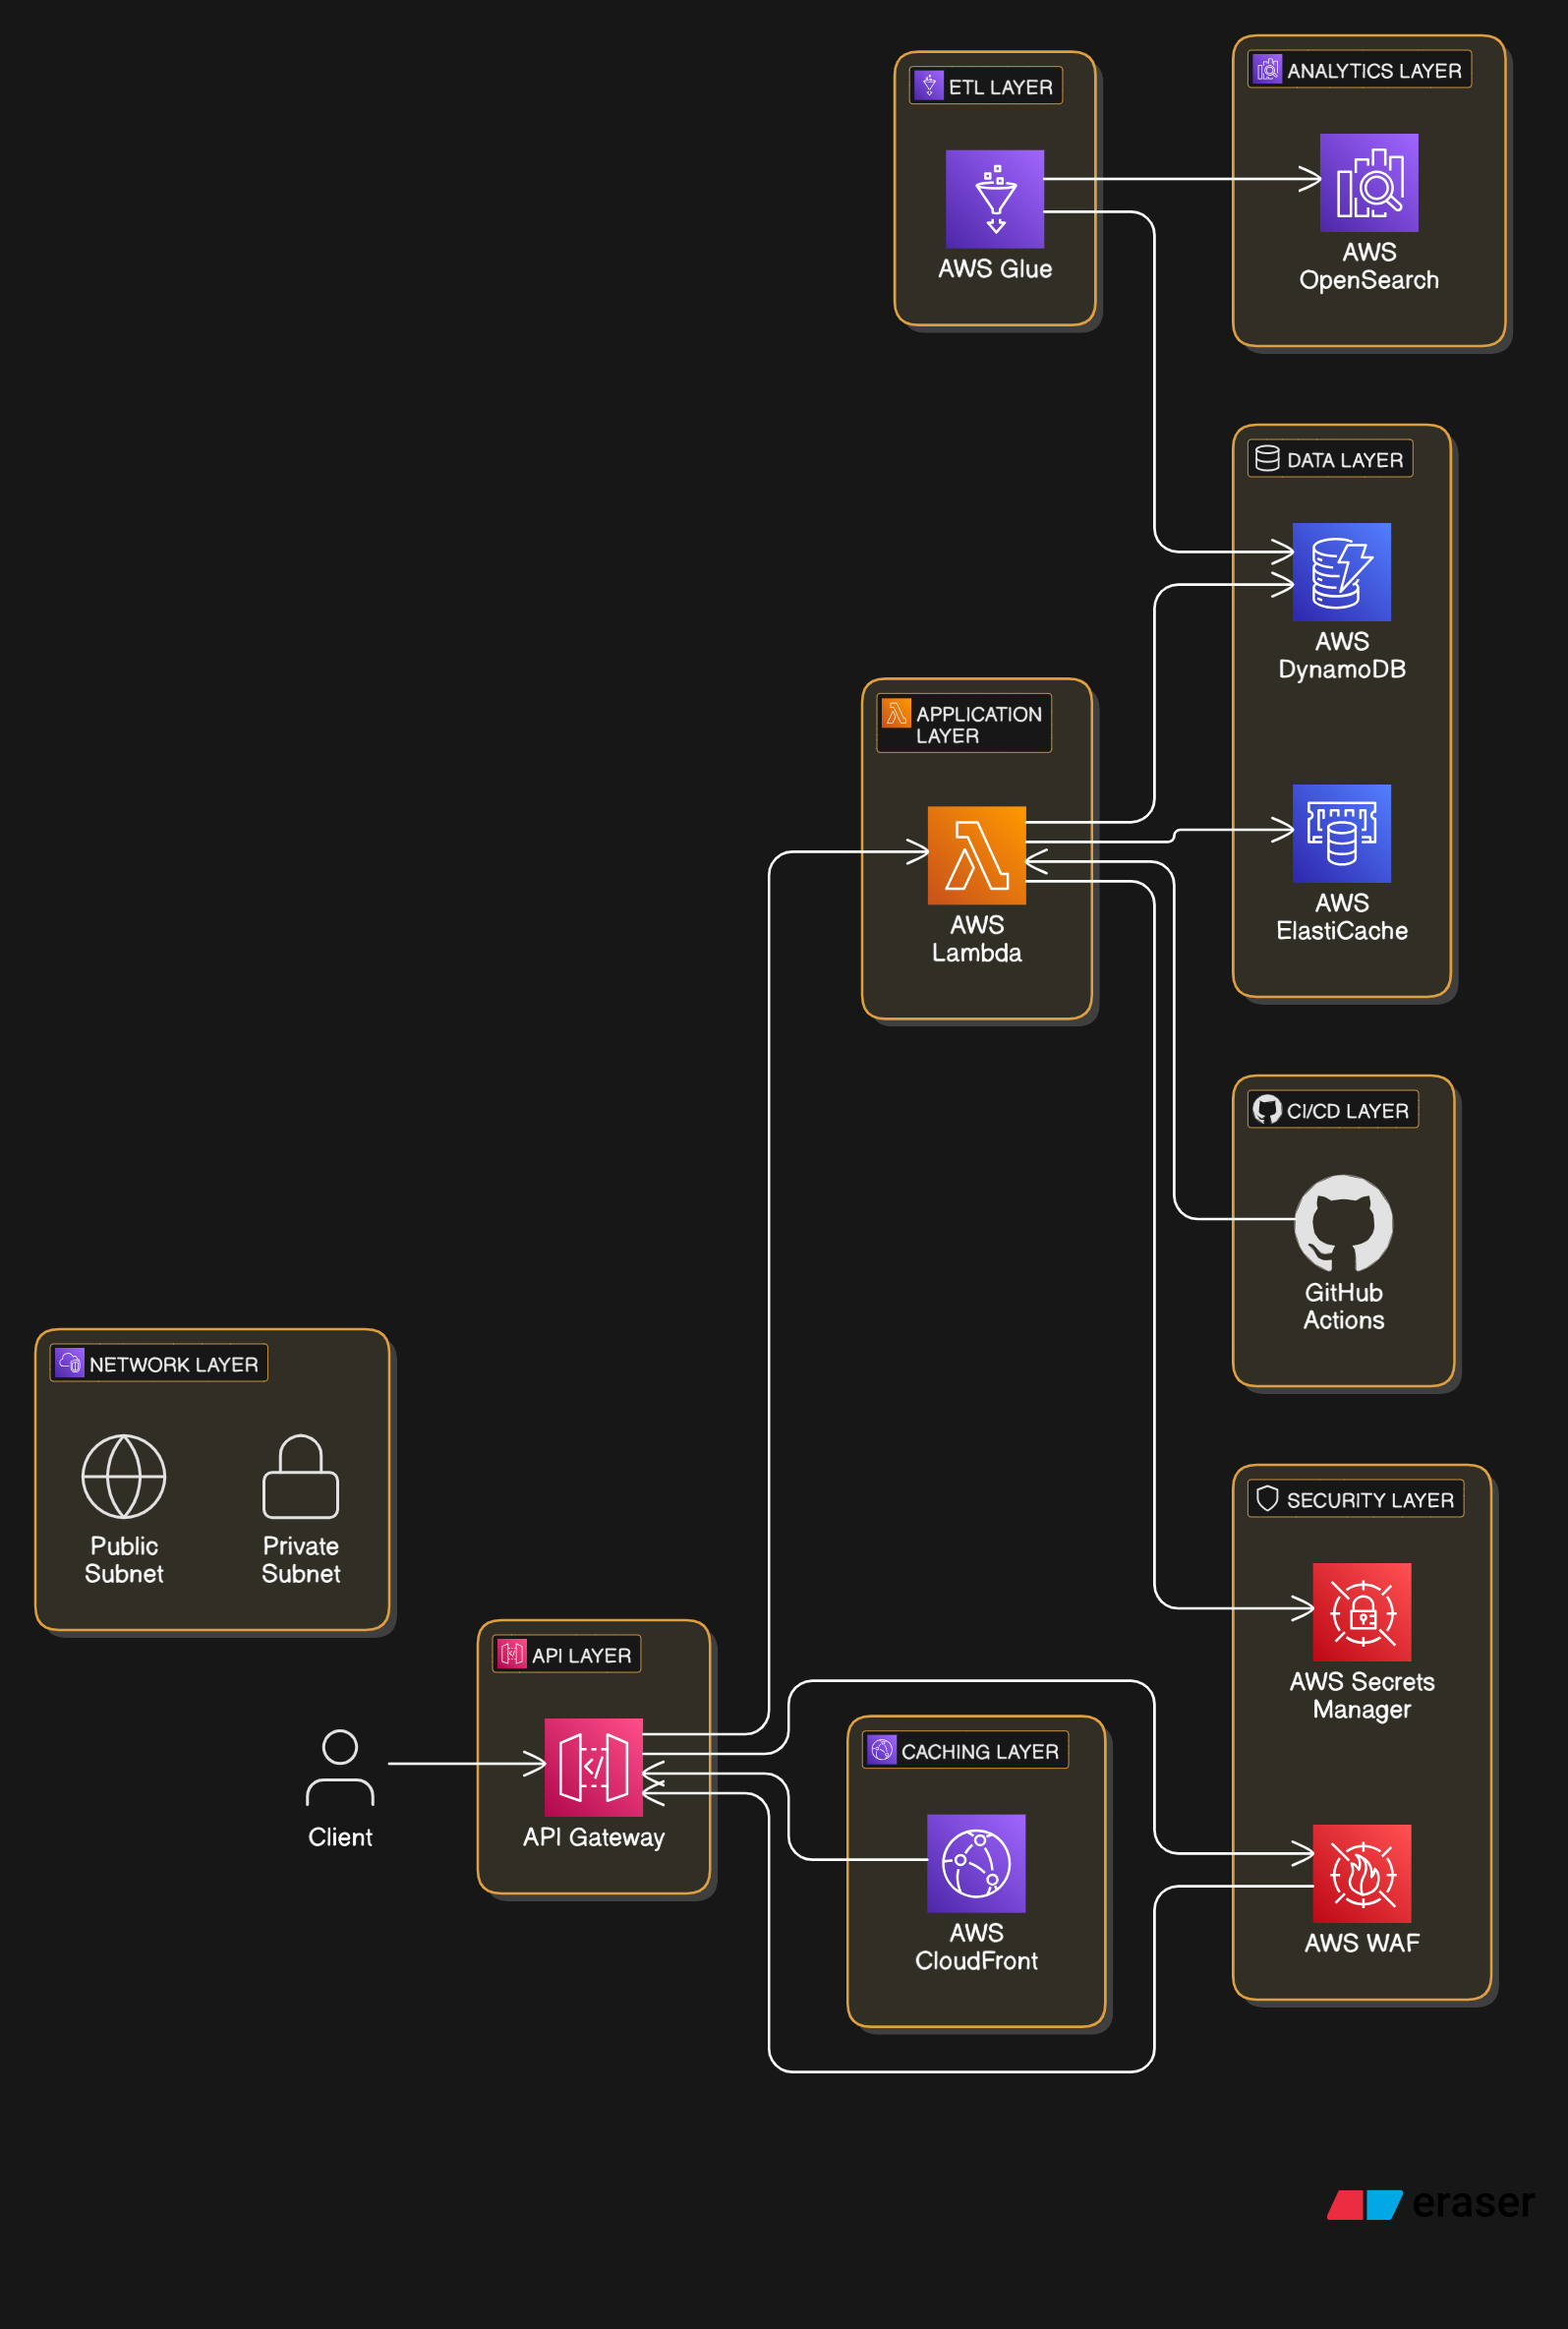 ETL LAYER
AWS Glue
ANALYTICS LAYER
AWS
OpenSearch
DATA LAYER
AWS
DynamoDB
AWS
ElastiCache
APPLICATION
LAYER
AWS
Lambda
CI/CD LAYER
GitHub
Actions
NETWORK LAYER
Public
Subnet
Private
Subnet
SECURITY LAYER
AWS Secrets
Manager
AWS WAF
API LAYER
API Gateway
Client
CACHING LAYER
AWS
CloudFront
eraser